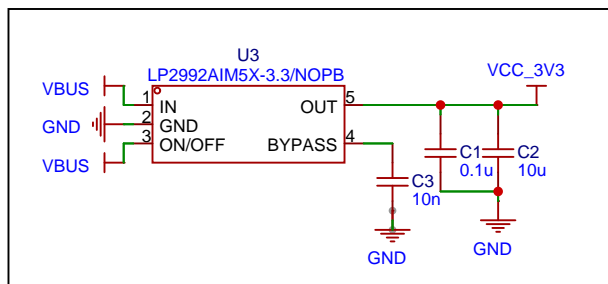 U3
LP2992AIM5X-3.3/NOPB
VCC_3V3
VBUS
1 IN OUT 5
GND 2 GND
3 ON/OFF BYPASS 4
VBUS
C1 C2
0.1u 10u
C3
10n
GND
GND